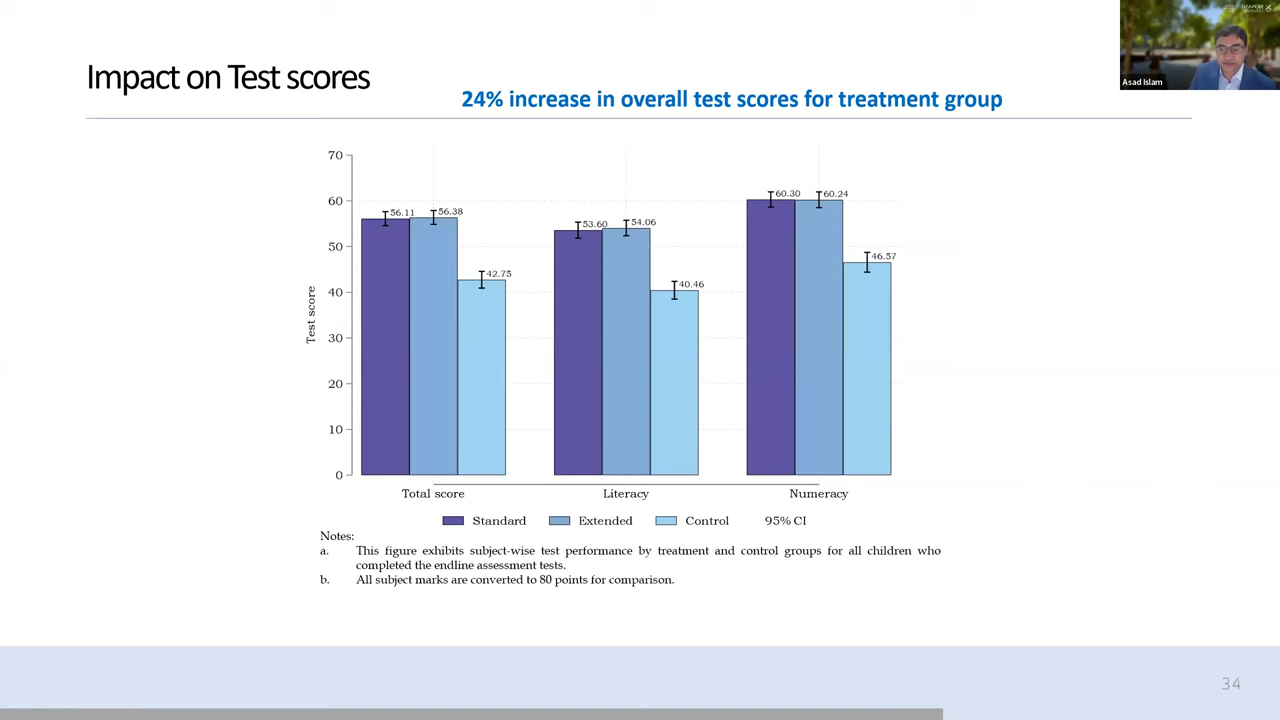 Impact on Test scores
24% increase in overall test scores for treatment group
Asad Islam
70
60
50
40
30
20
10
0
Test score
56.11
56.38
42.75
53.60
54.06
40.46
60.30
60.24
46.57
Total score
Literacy
Numeracy
Standard
Extended
Control
95% CI
Notes:
a. This figure exhibits subject-wise test performance by treatment and control groups for all children who
completed the endline assessment tests.
b. All subject marks are converted to 80 points for comparison.
34